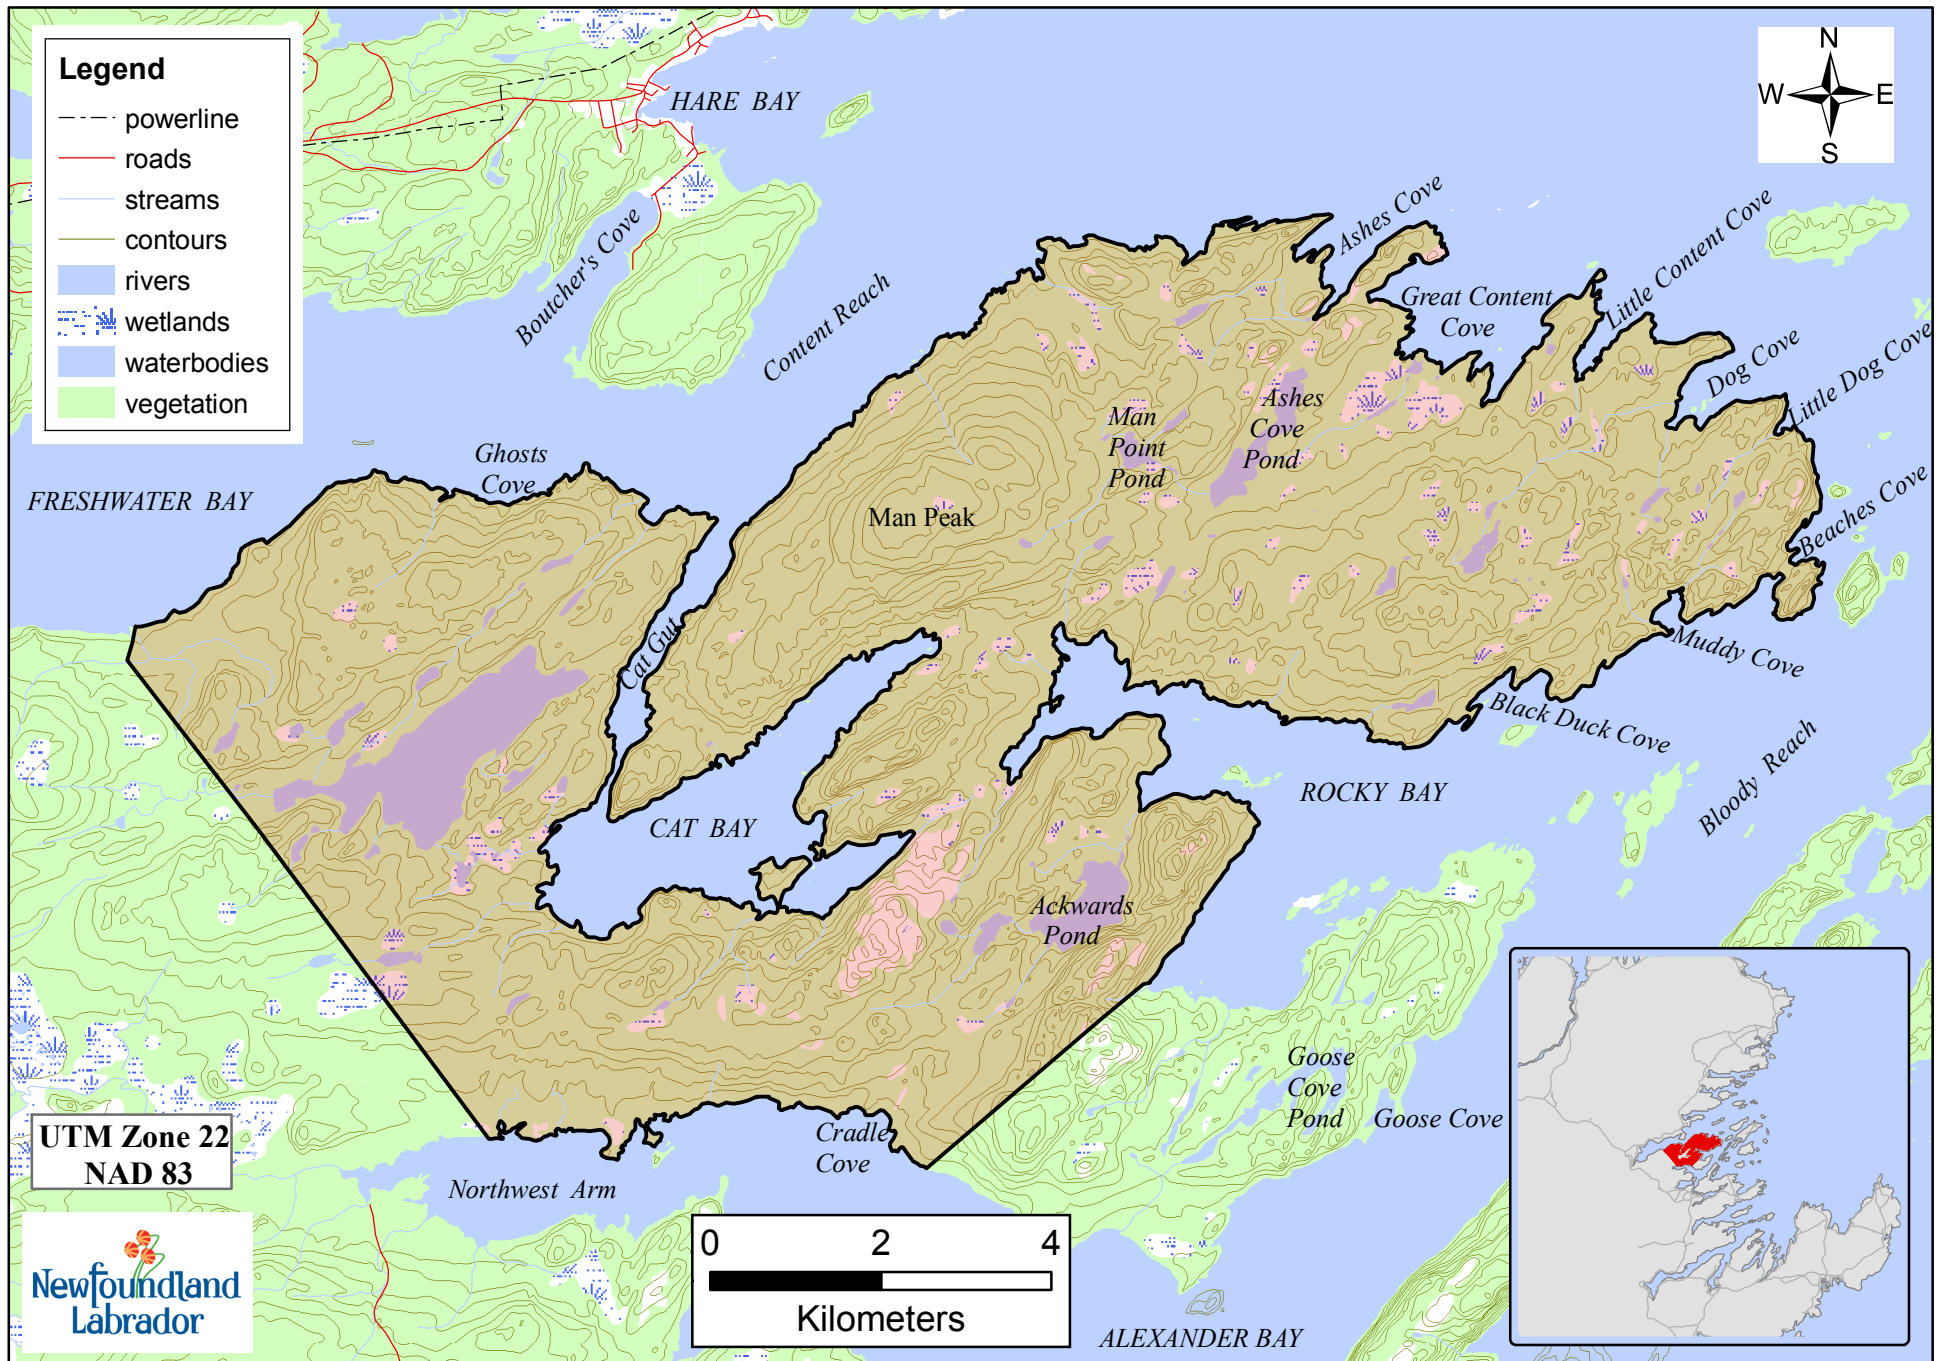 Legend
powerline
roads
streams
contours
rivers
wetlands
waterbodies
vegetation
HARE BAY
N
W E
S
Boutcher's Cove
Content Reach
Ashes Cove
Great Content
Cove
Little Content Cove
Dog Cove
Little Dog Cove
Beaches Cove
Ghosts
Cove
FRESHWATER BAY
Man
Point
Pond
Ashes
Cove
Pond
Man Peak
Cat Gut
Muddy Cove
Black Duck Cove
Bloody Reach
ROCKY BAY
CAT BAY
Ackwards
Pond
Goose
Cove
Pond
Goose Cove
Cradle
Cove
Northwest Arm
ALEXANDER BAY
UTM Zone 22
NAD 83
Newfoundland
Labrador
0 2 4
Kilometers